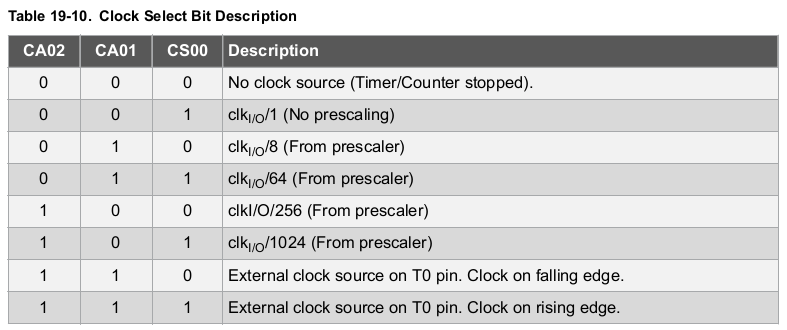 Table 19-10. Clock Select Bit Description
CA02 CA01 CS00 Description
0 0 0 No clock source (Timer/Counter stopped).
0 0 1 clkI/O/1 (No prescaling)
0 1 0 clkI/O/8 (From prescaler)
0 1 1 clkI/O/64 (From prescaler)
1 0 0 clkI/O/256 (From prescaler)
1 0 1 clkI/O/1024 (From prescaler)
1 1 0 External clock source on T0 pin. Clock on falling edge.
1 1 1 External clock source on T0 pin. Clock on rising edge.